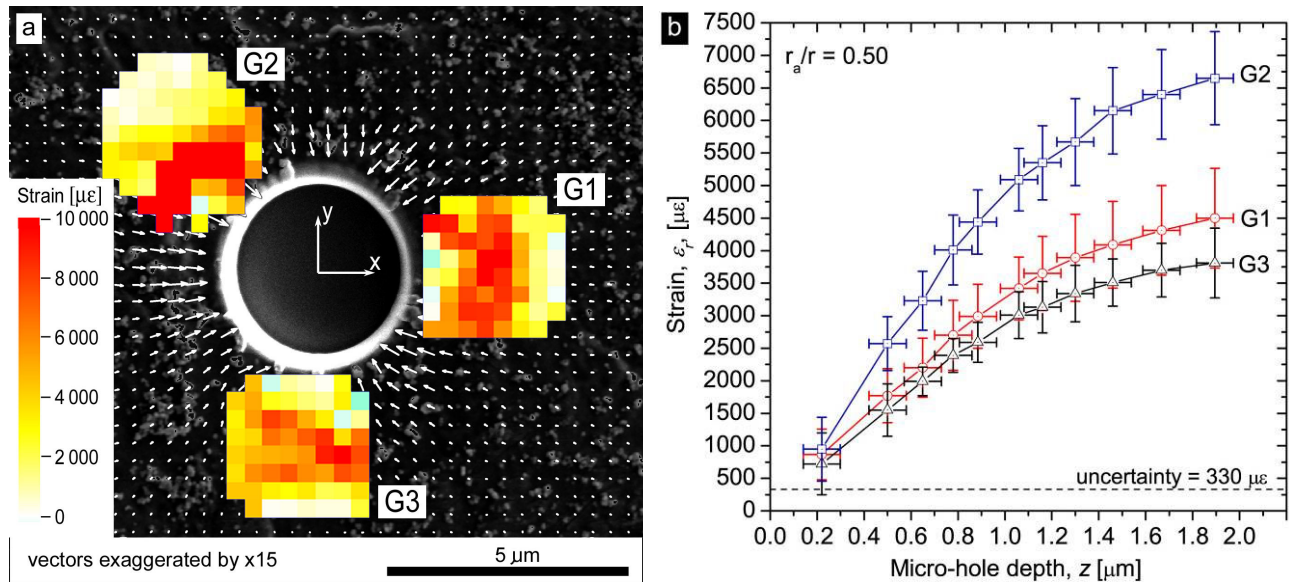 a
G2
Strain [µε]
10 000
8 000
6 000
4 000
2 000
0
G1
y
x
G3
vectors exaggerated by x15
5 µm
b
r_a/r = 0.50
G2
G1
G3
uncertainty = 330 µε
Strain, ε_r, [µε]
7500
7000
6500
6000
5500
5000
4500
4000
3500
3000
2500
2000
1500
1000
500
0
0.0 0.2 0.4 0.6 0.8 1.0 1.2 1.4 1.6 1.8 2.0
Micro-hole depth, z [µm]